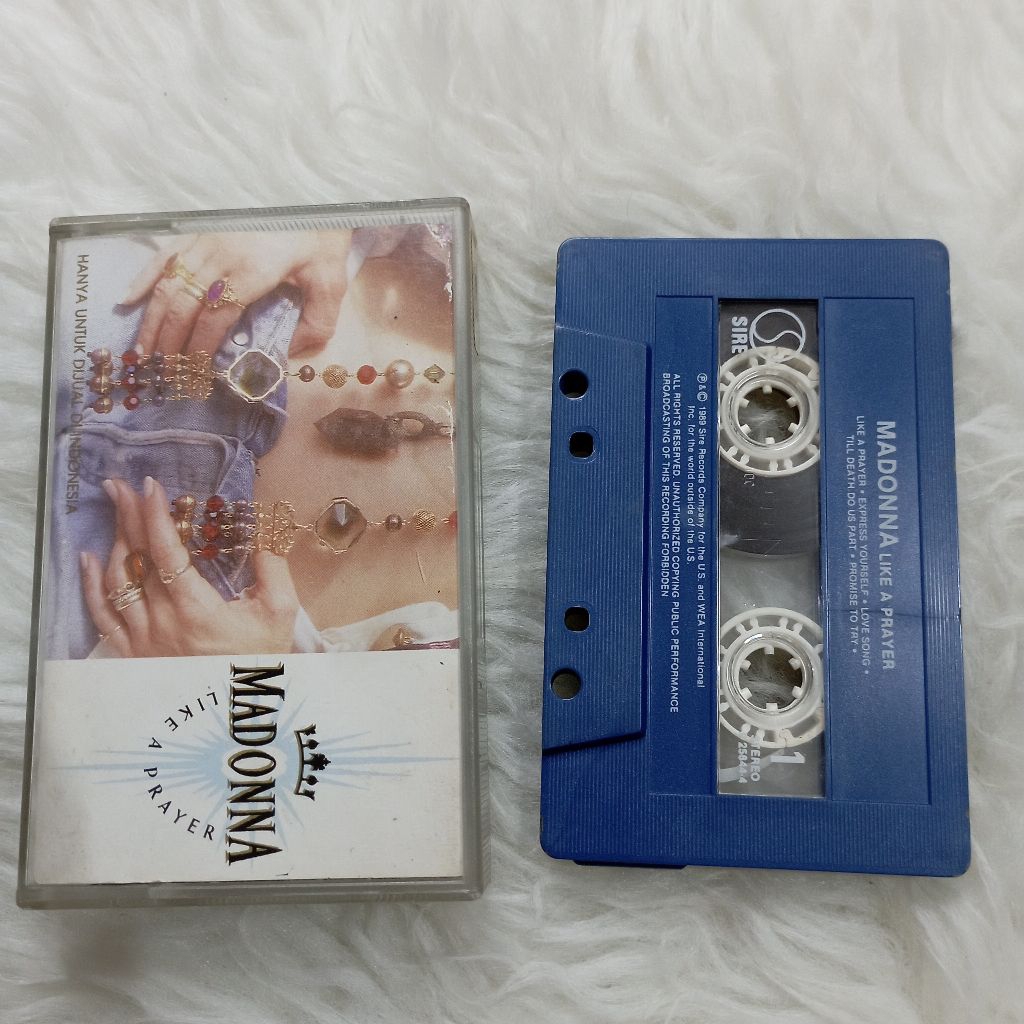 HANYA UNTUK DIJUAL DI INDONESIA
MADONNA
LIKE A PRAYER
SIRE
MADONNA LIKE A PRAYER
LIKE A PRAYER • EXPRESS YOURSELF • LOVE SONG •
TILL DEATH DO US PART • PROMISE TO TRY •
1
STEREO
25844-4
℗&© 1989 Sire Records Company for the U.S. and WEA International
Inc. for the world outside of the U.S.
ALL RIGHTS RESERVED. UNAUTHORIZED COPYING PUBLIC PERFORMANCE
BROADCASTING OF THIS RECORDING FORBIDDEN